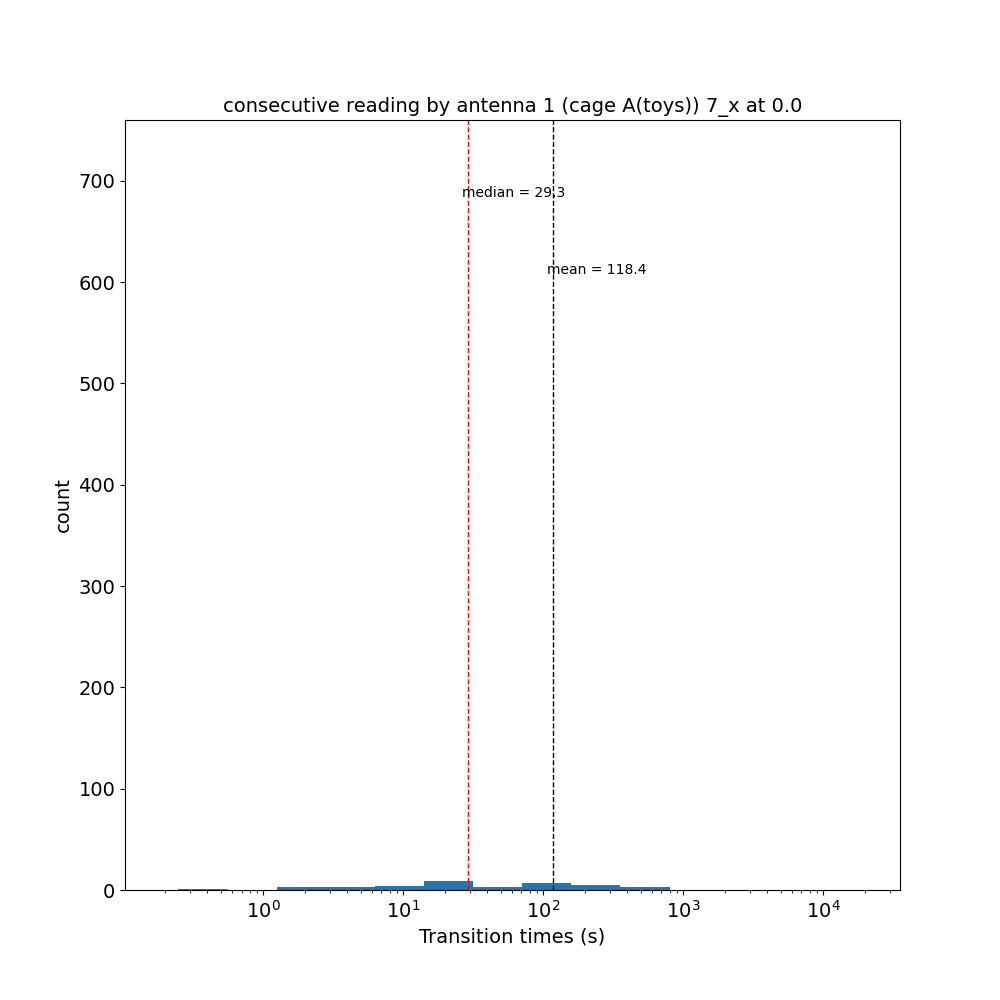 consecutive reading by antenna 1 (cage A(toys)) 7_x at 0.0
700
median = 29.3
mean = 118.4
600
500
count
400
300
200
100
0
10⁰ 10¹ 10² 10³ 10⁴
Transition times (s)